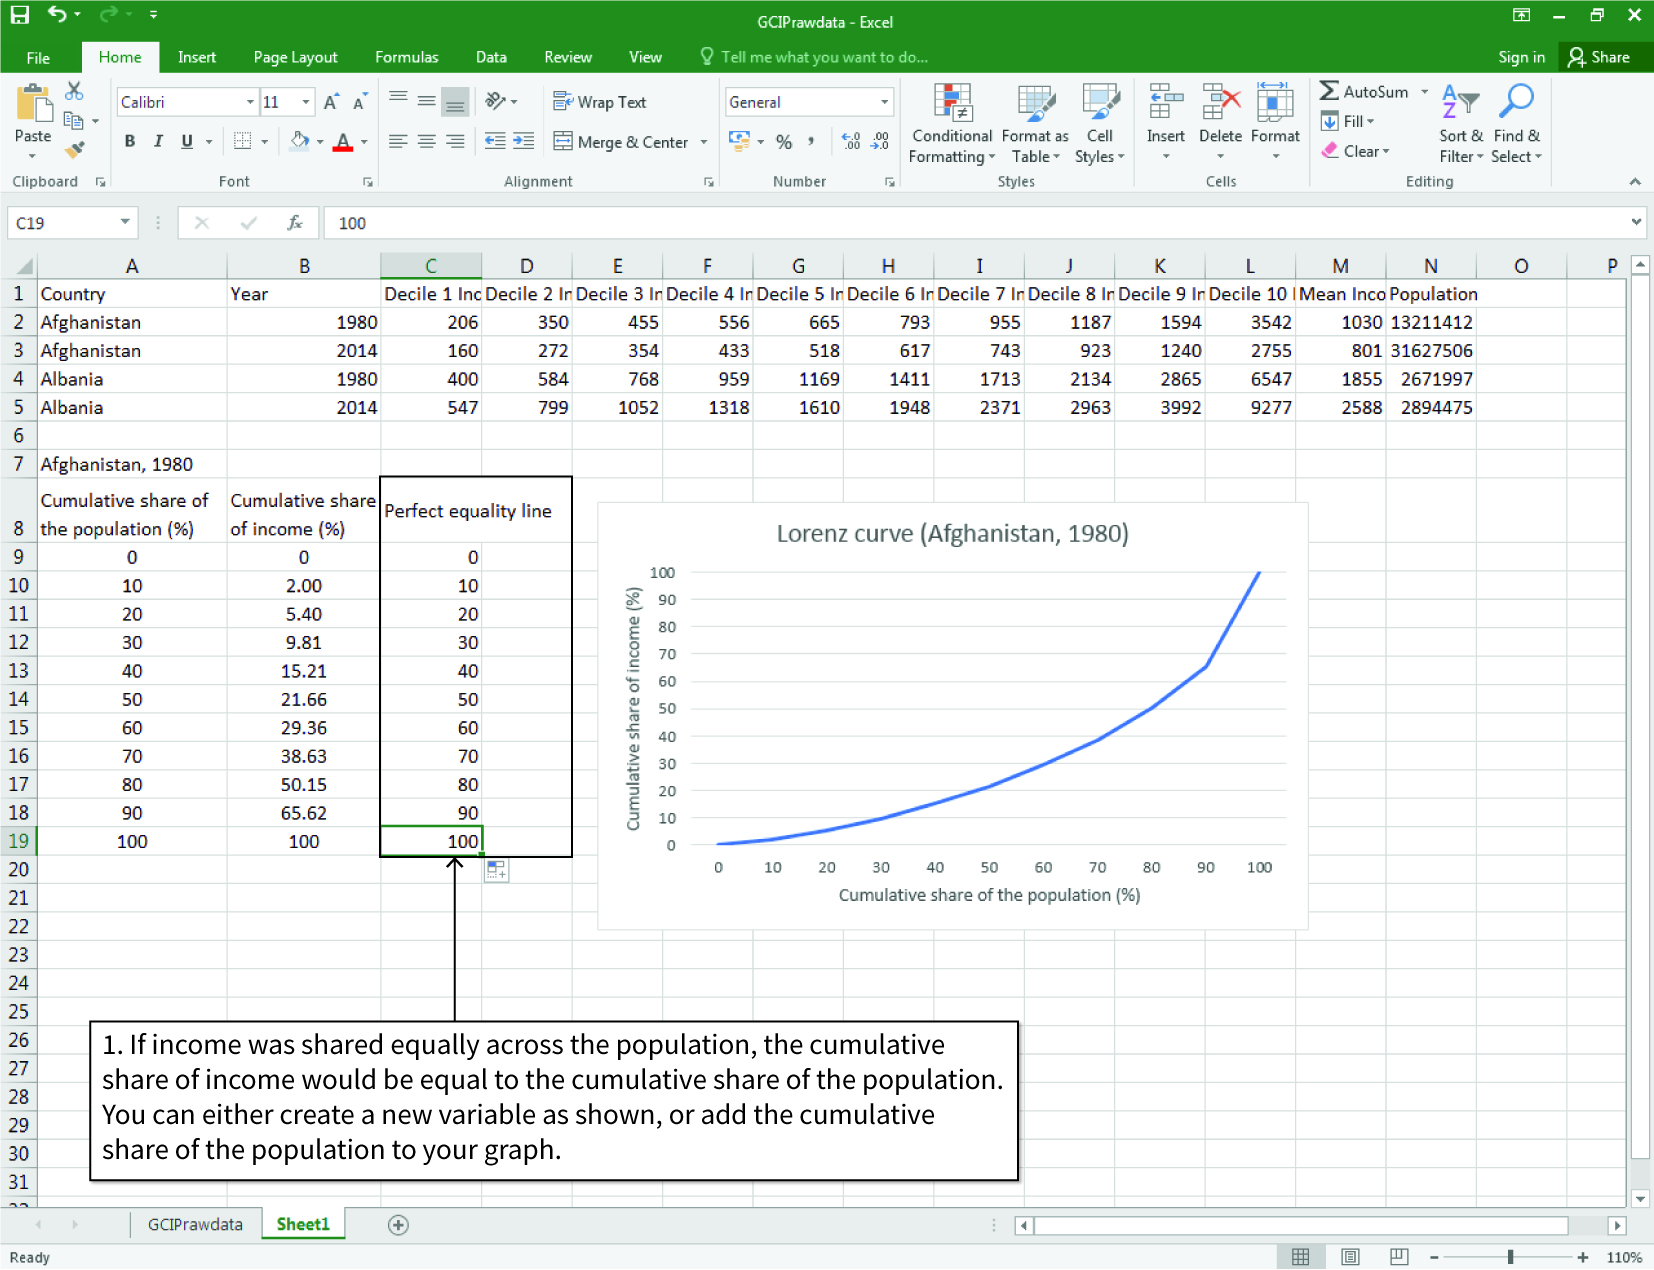 GCIPrawdata - Excel
File Home Insert Page Layout Formulas Data Review View Tell me what you want to do... Sign in Share
Paste
Clipboard
Calibri 11 A A
B I U A
Font
Wrap Text
Merge & Center
Alignment
General
% , .0 .00 .00 .0
Number
Conditional Formatting
Format as Table
Cell Styles
Styles
Insert Delete Format
Cells
AutoSum
Fill
Clear
Sort & Filter
Find & Select
Editing
C19 fx 100
A B C D E F G H I J K L M N O P
1 Country Year Decile 1 Inc Decile 2 In Decile 3 In Decile 4 In Decile 5 In Decile 6 In Decile 7 In Decile 8 In Decile 9 In Decile 10 I Mean Inco Population
2 Afghanistan 1980 206 350 455 556 665 793 955 1187 1594 3542 1030 13211412
3 Afghanistan 2014 160 272 354 433 518 617 743 923 1240 2755 801 31627506
4 Albania 1980 400 584 768 959 1169 1411 1713 2134 2865 6547 1855 2671997
5 Albania 2014 547 799 1052 1318 1610 1948 2371 2963 3992 9277 2588 2894475
6
7 Afghanistan, 1980
Cumulative share of Cumulative share Perfect equality line
8 the population (%) of income (%)
9 0 0 0
10 10 2.00 10
11 20 5.40 20
12 30 9.81 30
13 40 15.21 40
14 50 21.66 50
15 60 29.36 60
16 70 38.63 70
17 80 50.15 80
18 90 65.62 90
19 100 100 100
20
21
22
23
24
25
26
27
28
29
30
31
Lorenz curve (Afghanistan, 1980)
Cumulative share of income (%)
100
90
80
70
60
50
40
30
20
10
0
0 10 20 30 40 50 60 70 80 90 100
Cumulative share of the population (%)
1. If income was shared equally across the population, the cumulative
share of income would be equal to the cumulative share of the population.
You can either create a new variable as shown, or add the cumulative
share of the population to your graph.
GCIPrawdata Sheet1
Ready 110%